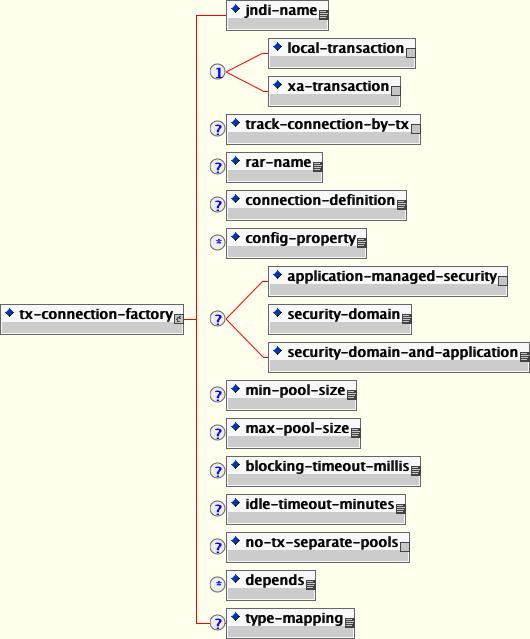 jndi-name
local-transaction
1
xa-transaction
? track-connection-by-tx
? rar-name
? connection-definition
* config-property
application-managed-security
tx-connection-factory ? security-domain
security-domain-and-application
? min-pool-size
? max-pool-size
? blocking-timeout-millis
? idle-timeout-minutes
? no-tx-separate-pools
* depends
? type-mapping